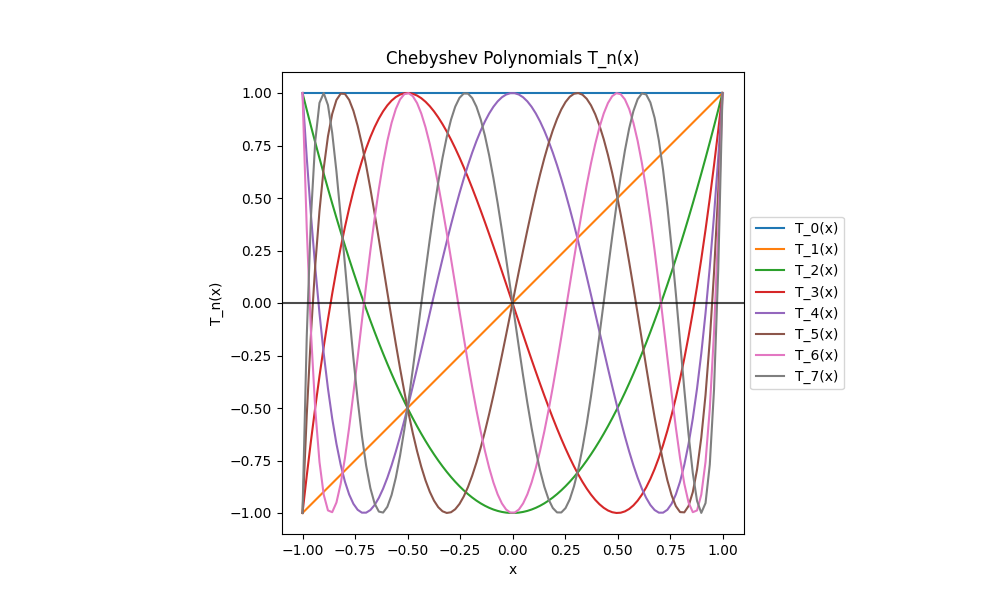 Chebyshev Polynomials T_n(x)
1.00
0.75
0.50
0.25
0.00
−0.25
−0.50
−0.75
−1.00
T_n(x)
−1.00 −0.75 −0.50 −0.25 0.00 0.25 0.50 0.75 1.00
x
T_0(x)
T_1(x)
T_2(x)
T_3(x)
T_4(x)
T_5(x)
T_6(x)
T_7(x)